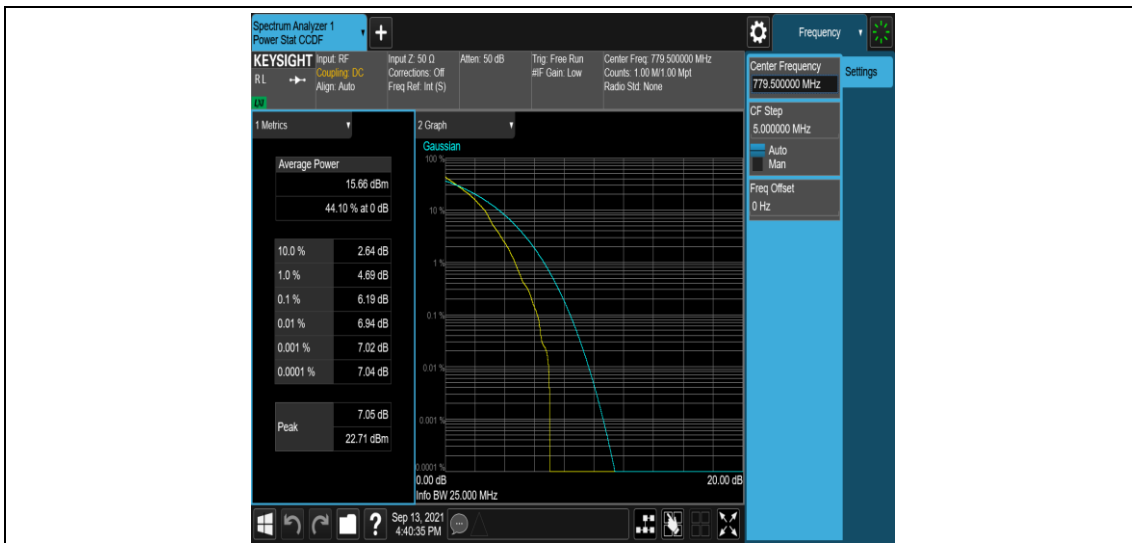 Spectrum Analyzer 1
Power Stat CCDF
+
Frequency
KEYSIGHT
RL
Input: RF
Coupling: DC
Align: Auto
Input Z: 50 Ω
Corrections: Off
Freq Ref: Int (S)
Atten: 50 dB
Trig: Free Run
#IF Gain: Low
Center Freq: 779.500000 MHz
Counts: 1.00 M/1.00 Mpt
Radio Std: None
Center Frequency
779.500000 MHz
Settings
CF Step
5.000000 MHz
Auto
Man
Freq Offset
0 Hz
1 Metrics
Average Power
15.66 dBm
44.10 % at 0 dB
10.0 % 2.64 dB
1.0 % 4.69 dB
0.1 % 6.19 dB
0.01 % 6.94 dB
0.001 % 7.02 dB
0.0001 % 7.04 dB
Peak
7.05 dB
22.71 dBm
2 Graph
Gaussian
100 %
10 %
1 %
0.1 %
0.01 %
0.001 %
0.0001 %
0.00 dB 20.00 dB
Info BW 25.000 MHz
?
Sep 13, 2021
4:40:35 PM